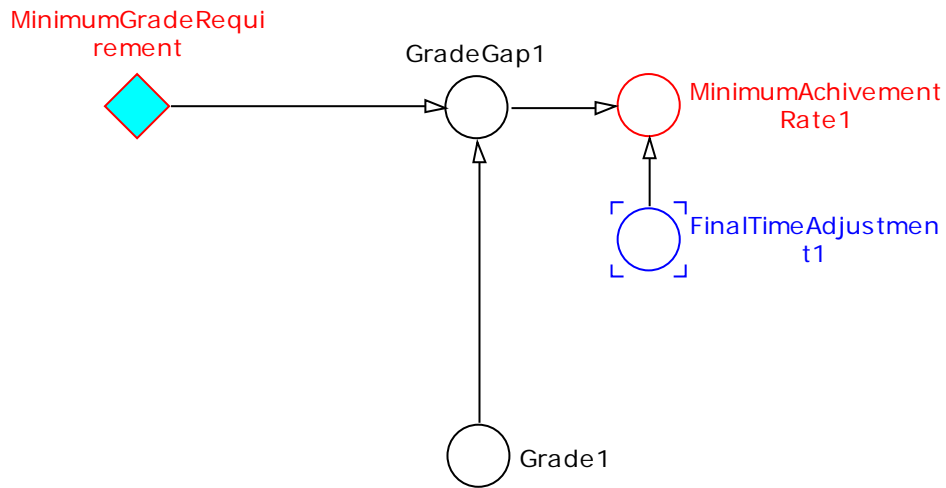 MinimumGradeRequi
rement
GradeGap1
MinimumAchivement
Rate1
FinalTimeAdjustmen
t1
Grade1